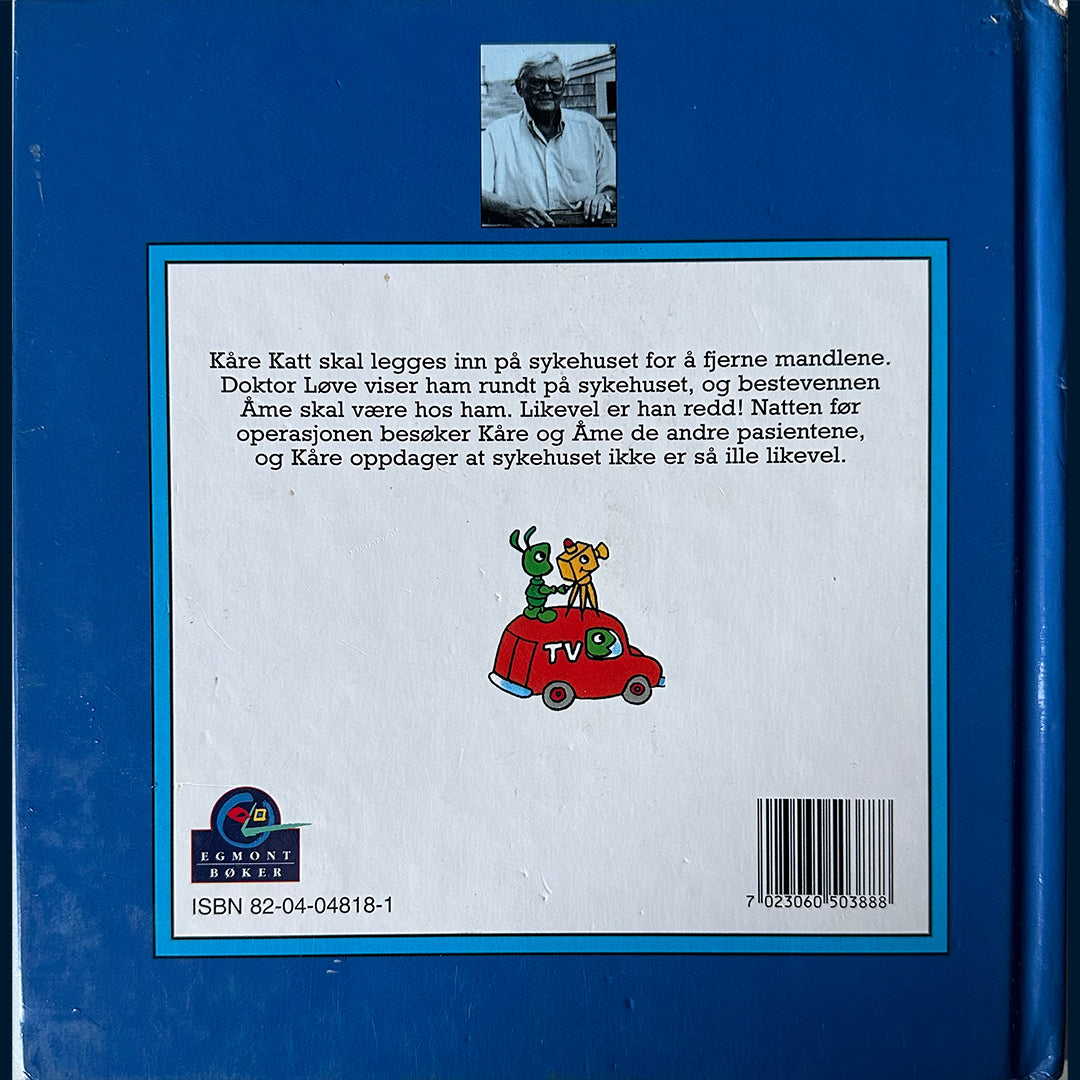 Kåre Katt skal legges inn på sykehuset for å fjerne mandlene.
Doktor Løve viser ham rundt på sykehuset, og bestevennen
Åme skal være hos ham. Likevel er han redd! Natten før
operasjonen besøker Kåre og Åme de andre pasientene,
og Kåre oppdager at sykehuset ikke er så ille likevel.
TV
EGMONT
BØKER
ISBN 82-04-04818-1
7 023060 503888